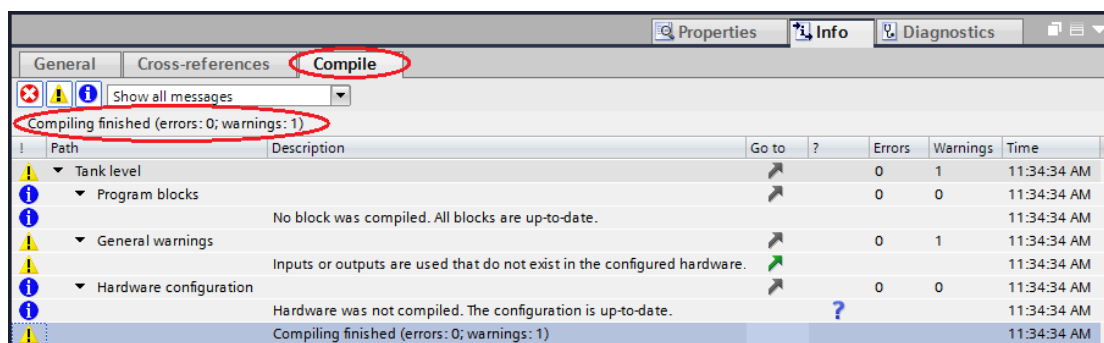 Properties Info Diagnostics
General Cross-references Compile
Show all messages
Compiling finished (errors: 0; warnings: 1)
! Path Description Go to ? Errors Warnings Time
Tank level 0 1 11:34:34 AM
Program blocks 0 0 11:34:34 AM
No block was compiled. All blocks are up-to-date. 11:34:34 AM
General warnings 0 1 11:34:34 AM
Inputs or outputs are used that do not exist in the configured hardware. 11:34:34 AM
Hardware configuration 0 0 11:34:34 AM
Hardware was not compiled. The configuration is up-to-date. ? 11:34:34 AM
Compiling finished (errors: 0; warnings: 1) 11:34:34 AM